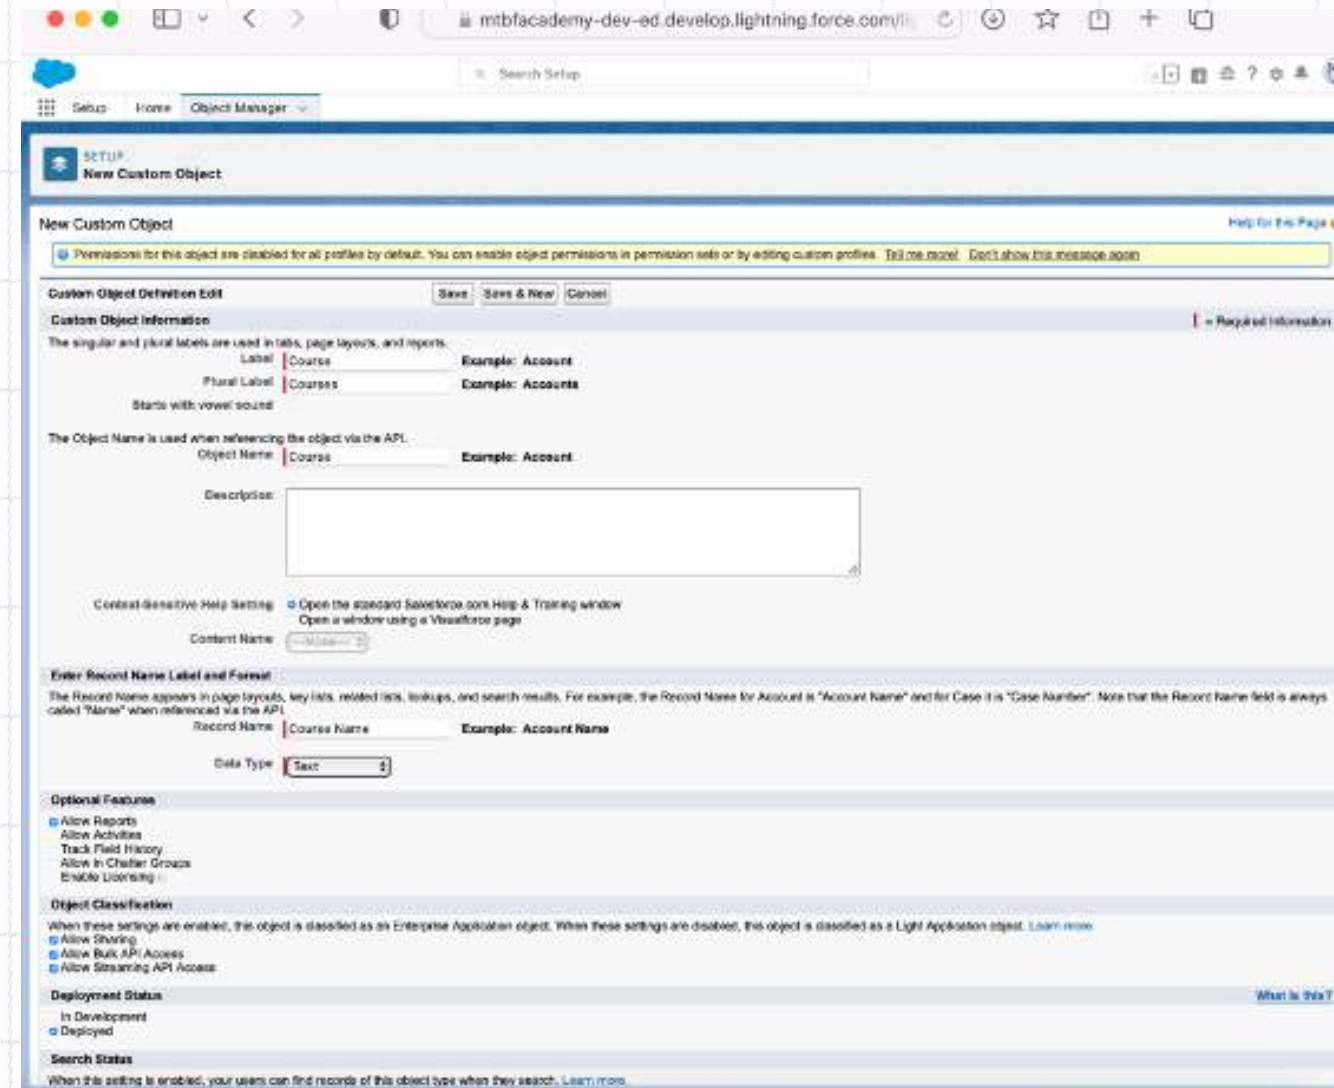 mtbfacademy-dev-ed.develop.lightning.force.com/li
Search Setup
Setup Home Object Manager
SETUP
New Custom Object
New Custom Object
Help for this Page
Permissions for this object are disabled for all profiles by default. You can enable object permissions in permission sets or by editing custom profiles. Tell me more! Don't show this message again
Custom Object Definition Edit Save Save & New Cancel
Custom Object Information = Required Information
The singular and plural labels are used in tabs, page layouts, and reports.
Label Course Example: Account
Plural Label Courses Example: Accounts
Starts with vowel sound
The Object Name is used when referencing the object via the API.
Object Name Course Example: Account
Description
Context-Sensitive Help Setting Open the standard Salesforce.com Help & Training window
Open a window using a Visualforce page
Content Name --None--
Enter Record Name Label and Format
The Record Name appears in page layouts, key lists, related lists, lookups, and search results. For example, the Record Name for Account is "Account Name" and for Case it is "Case Number". Note that the Record Name field is always
called "Name" when referenced via the API.
Record Name Course Name Example: Account Name
Data Type Text
Optional Features
Allow Reports
Allow Activities
Track Field History
Allow in Chatter Groups
Enable Licensing
Object Classification
When these settings are enabled, this object is classified as an Enterprise Application object. When these settings are disabled, this object is classified as a Light Application object. Learn more
Allow Sharing
Allow Bulk API Access
Allow Streaming API Access
Deployment Status What is this?
In Development
Deployed
Search Status
When this setting is enabled, your users can find records of this object type when they search. Learn more